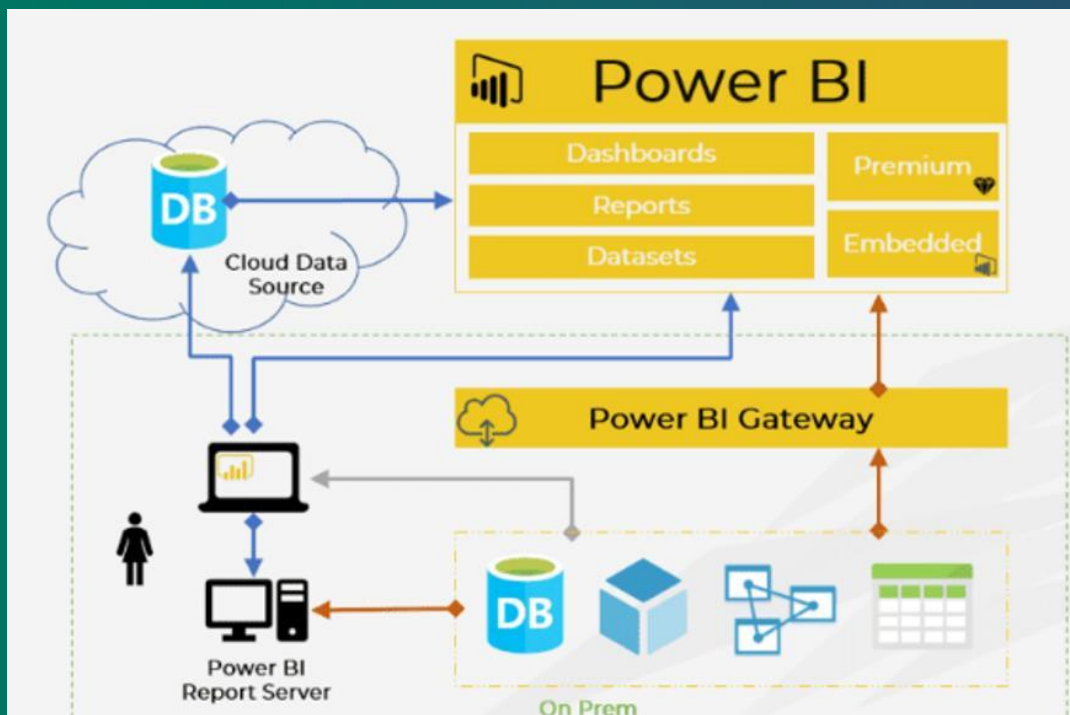 Power BI
Dashboards
Premium
Reports
Embedded
Datasets
DB
Cloud Data
Source
Power BI Gateway
DB
Power BI
Report Server
On Prem